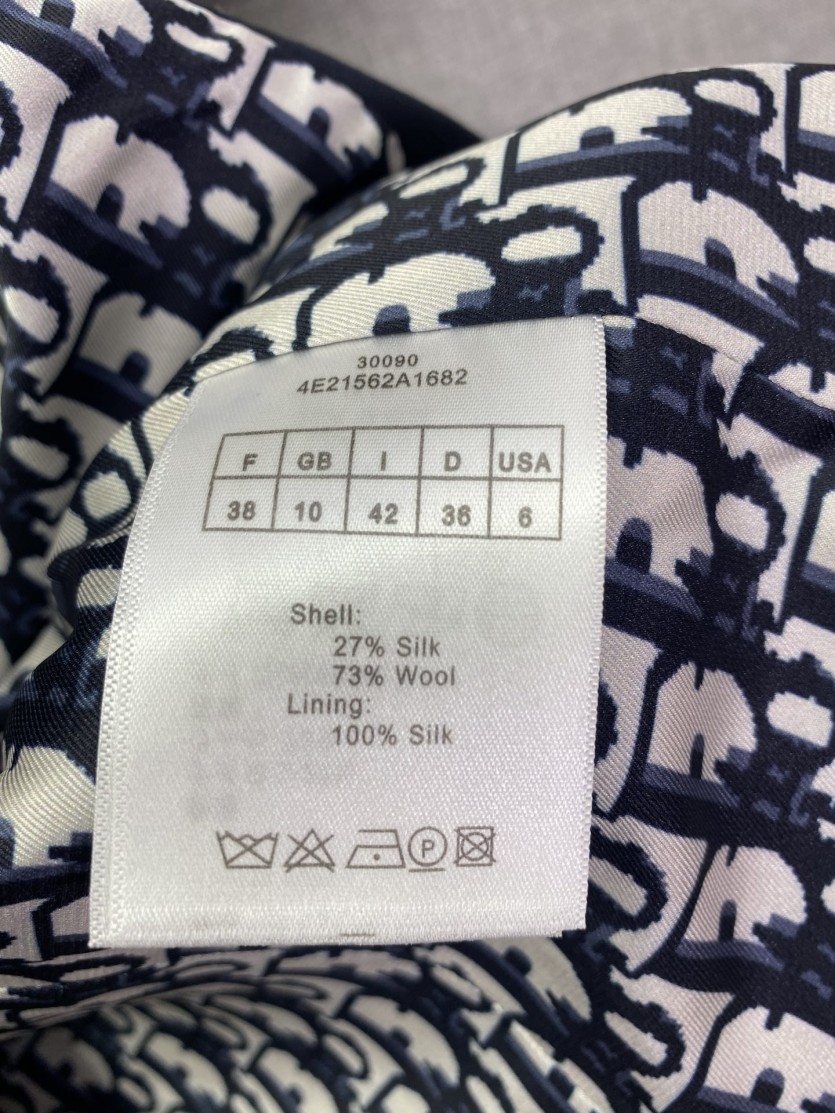 30090
4E21562A1682
F GB I D USA
38 10 42 36 6
Shell:
27% Silk
73% Wool
Lining:
100% Silk
P